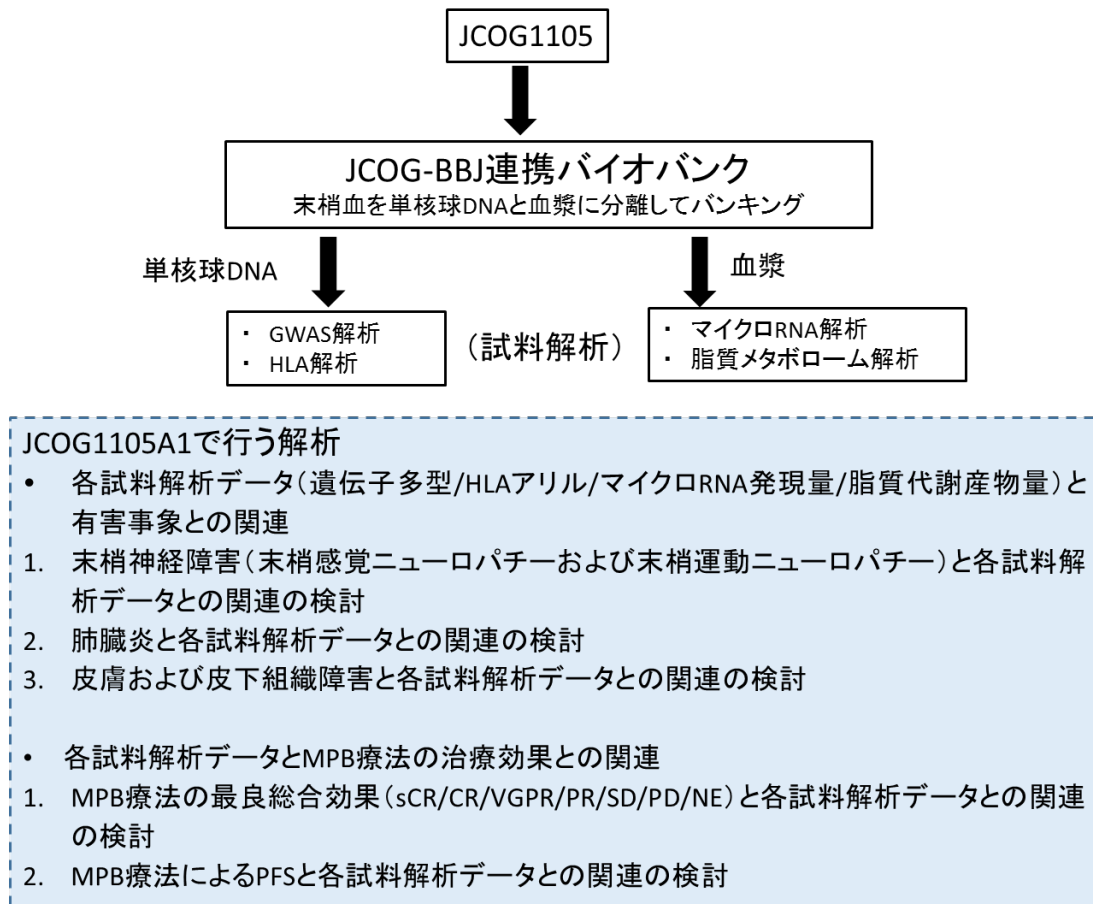 JCOG1105
JCOG-BBJ連携バイオバンク
末梢血を単核球DNAと血漿に分離してバンキング
単核球DNA
血漿
・ GWAS解析
・ HLA解析
（試料解析）
・ マイクロRNA解析
・ 脂質メタボローム解析
JCOG1105A1で行う解析
• 各試料解析データ（遺伝子多型/HLAアリル/マイクロRNA発現量/脂質代謝産物量）と
有害事象との関連
1. 末梢神経障害（末梢感覚ニューロパチーおよび末梢運動ニューロパチー）と各試料解
析データとの関連の検討
2. 肺臓炎と各試料解析データとの関連の検討
3. 皮膚および皮下組織障害と各試料解析データとの関連の検討
• 各試料解析データとMPB療法の治療効果との関連
1. MPB療法の最良総合効果（sCR/CR/VGPR/PR/SD/PD/NE）と各試料解析データとの関連
の検討
2. MPB療法によるPFSと各試料解析データとの関連の検討